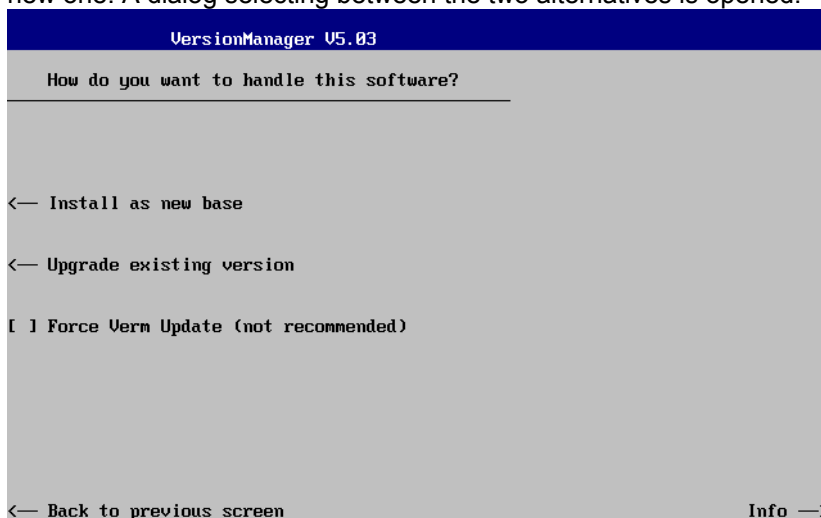 new one. A dialog selecting between the two alternatives is opened.
VersionManager V5.03
How do you want to handle this software?
<— Install as new base
<— Upgrade existing version
[ ] Force Verm Update (not recommended)
<— Back to previous screen Info —>